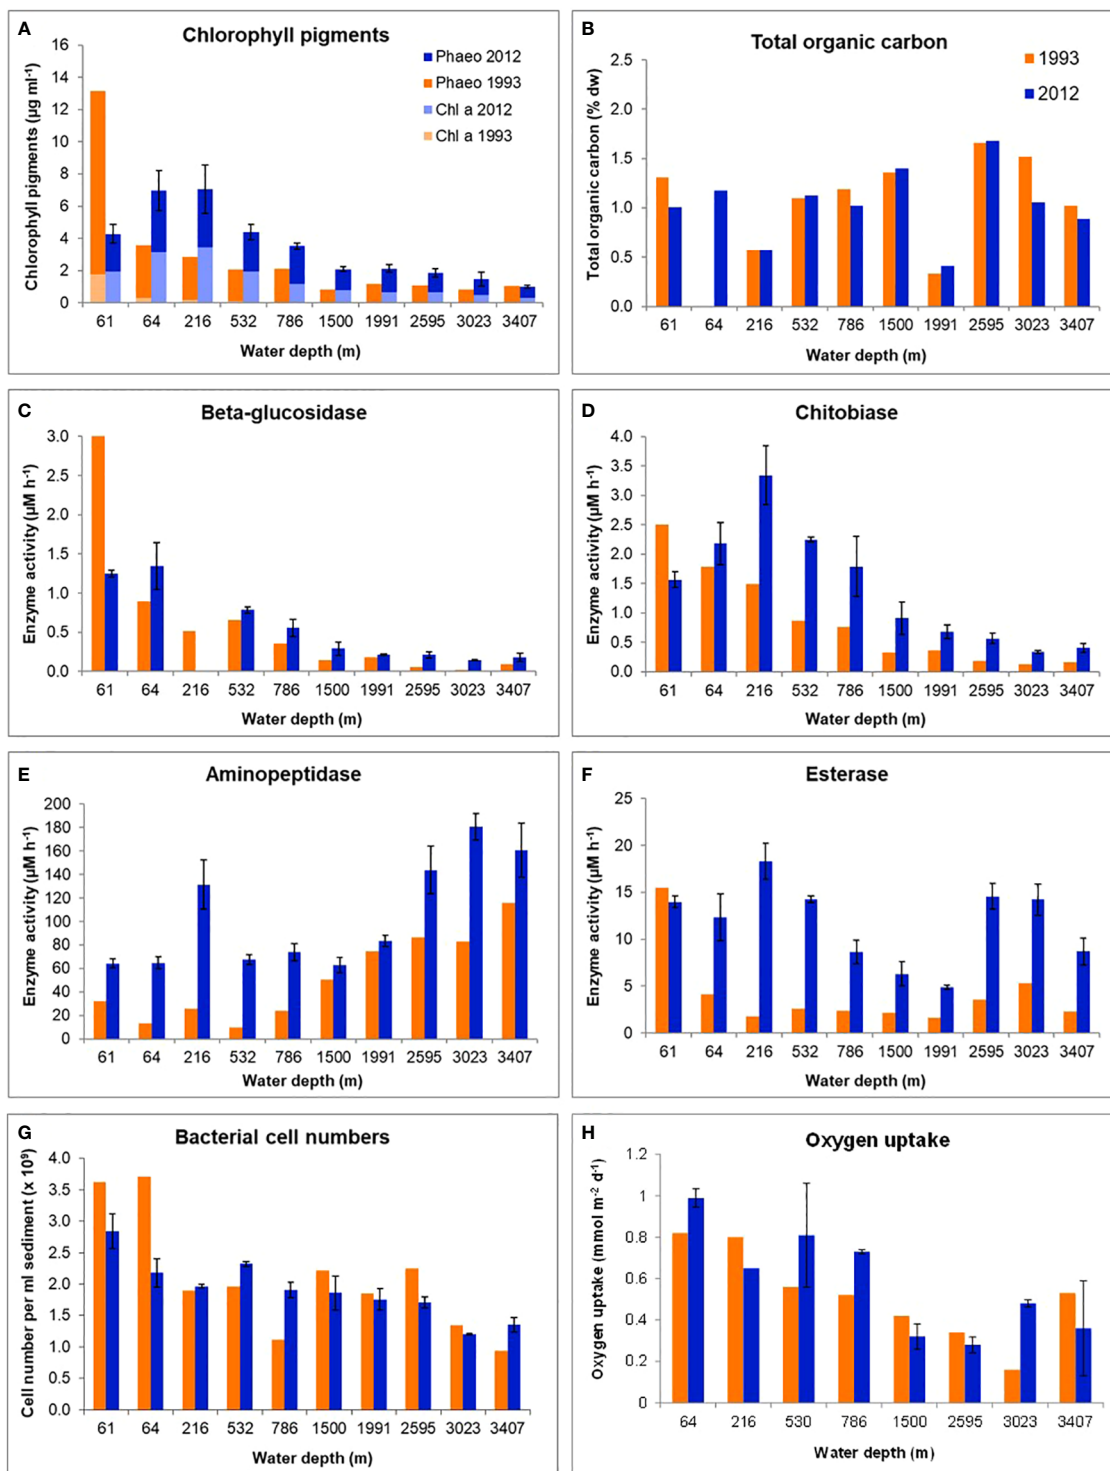 A
Chlorophyll pigments
Chlorophyll pigments (µg ml⁻¹)
16
14
12
10
8
6
4
2
0
Phaeo 2012
Phaeo 1993
Chl a 2012
Chl a 1993
61 64 216 532 786 1500 1991 2595 3023 3407
Water depth (m)
B
Total organic carbon
Total organic carbon (% dw)
2.5
2.0
1.5
1.0
0.5
0.0
1993
2012
61 64 216 532 786 1500 1991 2595 3023 3407
Water depth (m)
C
Beta-glucosidase
Enzyme activity (µM h⁻¹)
3.0
2.0
1.5
1.0
0.5
0.0
61 64 216 532 786 1500 1991 2595 3023 3407
Water depth (m)
D
Chitobiase
Enzyme activity (µM h⁻¹)
4.0
3.5
3.0
2.5
2.0
1.5
1.0
0.5
0.0
61 64 216 532 786 1500 1991 2595 3023 3407
Water depth (m)
E
Aminopeptidase
Enzyme activity (µM h⁻¹)
200
180
160
140
120
100
80
60
40
20
0
61 64 216 532 786 1500 1991 2595 3023 3407
Water depth (m)
F
Esterase
Enzyme activity (µM h⁻¹)
25
20
15
10
5
0
61 64 216 532 786 1500 1991 2595 3023 3407
Water depth (m)
G
Bacterial cell numbers
Cell number per ml sediment (x 10⁹)
4.0
3.5
3.0
2.5
2.0
1.5
1.0
0.5
0.0
61 64 216 532 786 1500 1991 2595 3023 3407
Water depth (m)
H
Oxygen uptake
Oxygen uptake (mmol m⁻² d⁻¹)
1.2
1
0.8
0.6
0.4
0.2
0
64 216 530 786 1500 2595 3023 3407
Water depth (m)